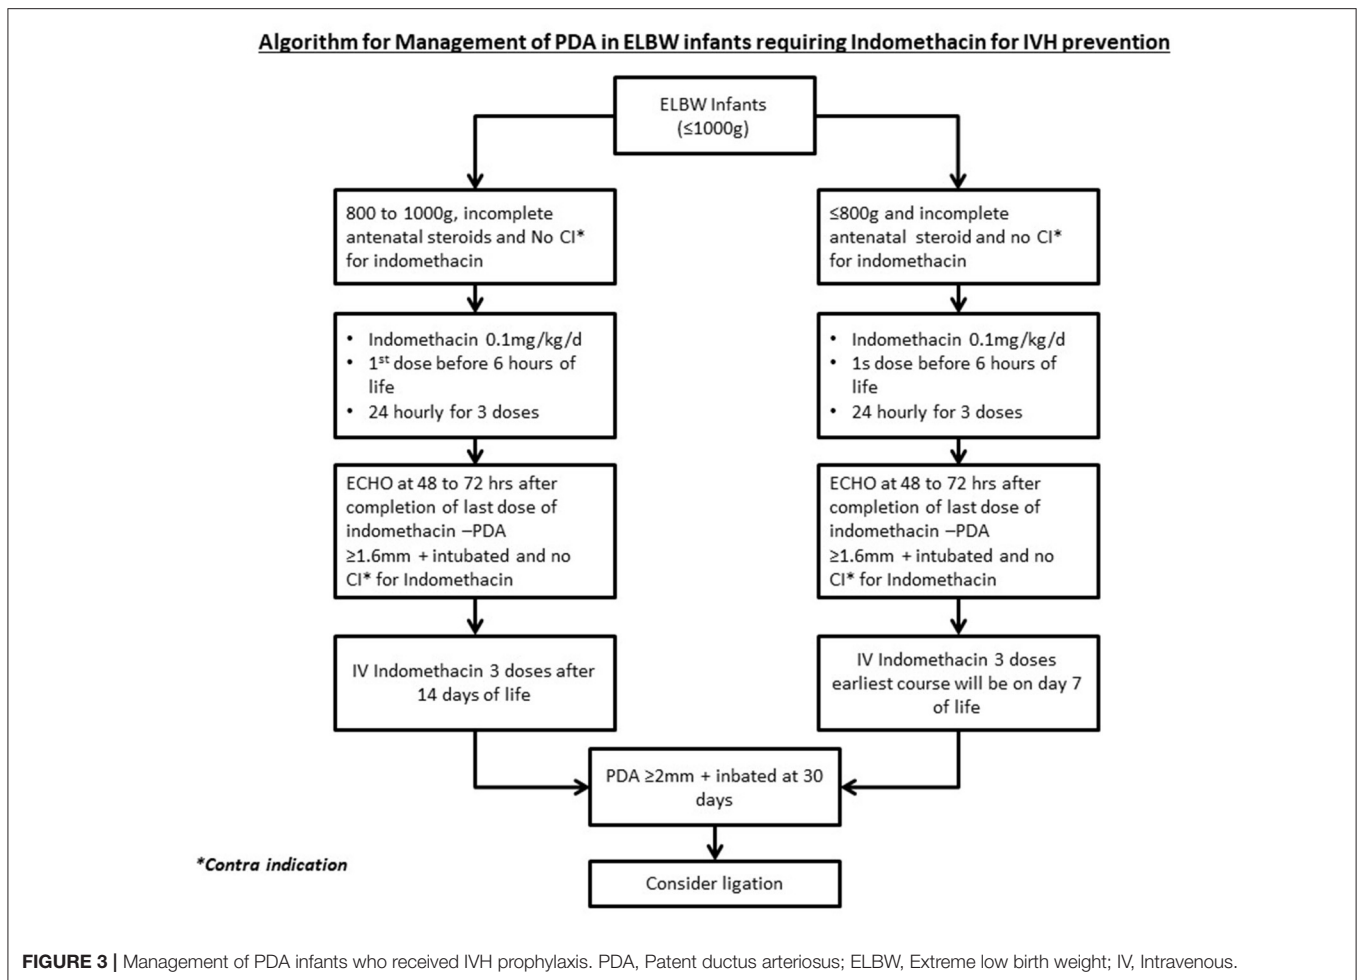 Algorithm for Management of PDA in ELBW infants requiring Indomethacin for IVH prevention
ELBW Infants
(≤1000g)
800 to 1000g, incomplete
antenatal steroids and No CI*
for indomethacin
• Indomethacin 0.1mg/kg/d
• 1st dose before 6 hours of
life
• 24 hourly for 3 doses
ECHO at 48 to 72 hrs after
completion of last dose of
indomethacin –PDA
≥1.6mm + intubated and no
CI* for Indomethacin
IV Indomethacin 3 doses after
14 days of life
≤800g and incomplete
antenatal steroid and no CI*
for indomethacin
• Indomethacin 0.1mg/kg/d
• 1s dose before 6 hours of
life
• 24 hourly for 3 doses
ECHO at 48 to 72 hrs after
completion of last dose of
indomethacin –PDA
≥1.6mm + intubated and no
CI* for Indomethacin
IV Indomethacin 3 doses
earliest course will be on day 7
of life
PDA ≥2mm + inbated at 30
days
Consider ligation
*Contra indication
FIGURE 3 | Management of PDA infants who received IVH prophylaxis. PDA, Patent ductus arteriosus; ELBW, Extreme low birth weight; IV, Intravenous.